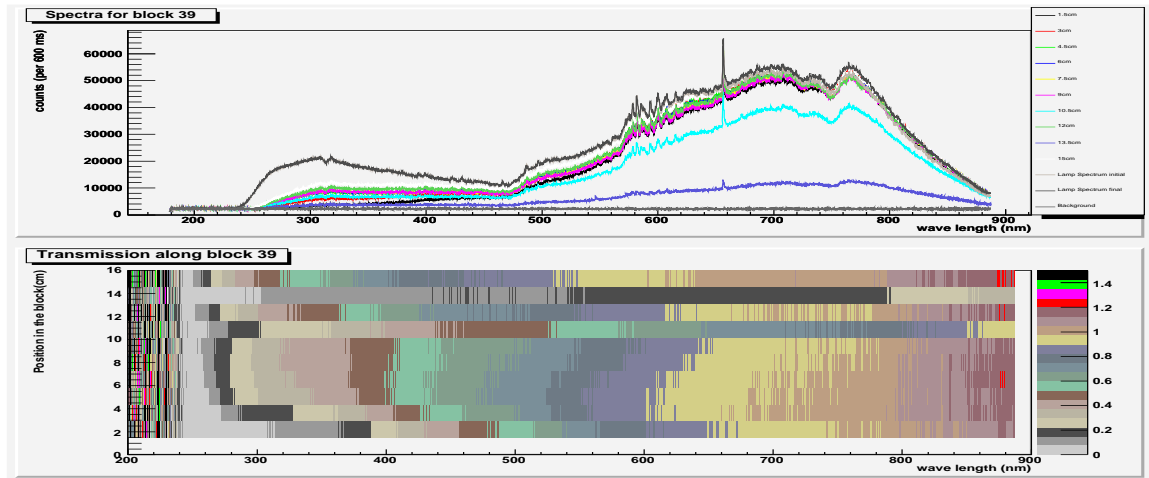 Spectra for block 39
counts (per 600 ms)
60000
50000
40000
30000
20000
10000
0
200 300 400 500 600 700 800 900
wave length (nm)
1.5cm
3cm
4.5cm
6cm
7.5cm
9cm
10.5cm
12cm
13.5cm
15cm
Lamp Spectrum initial
Lamp Spectrum final
Background
Transmission along block 39
Position in the block(cm)
16
14
12
10
8
6
4
2
0
200 300 400 500 600 700 800 900
wave length (nm)
1.4
1.2
1
0.8
0.6
0.4
0.2
0